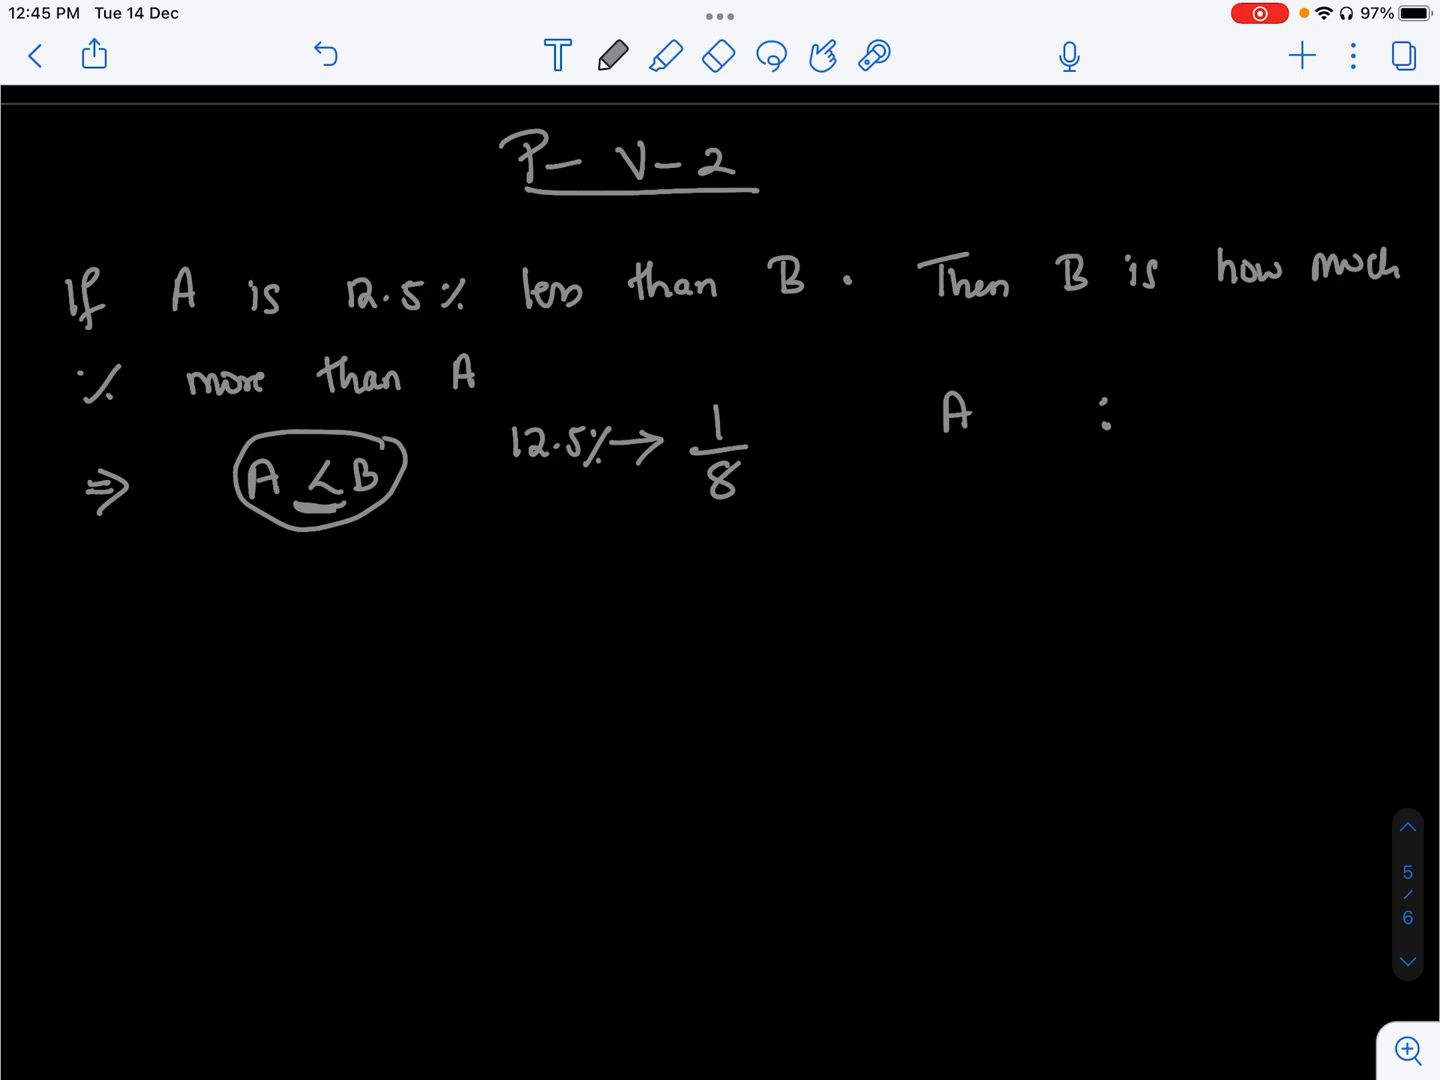 12:45 PM Tue 14 Dec
97%
T
P- V-2
If A is 12.5% less than B. Then B is how much
% more than A
⇒ A < B 12.5% → 1/8 A :
5
/
6